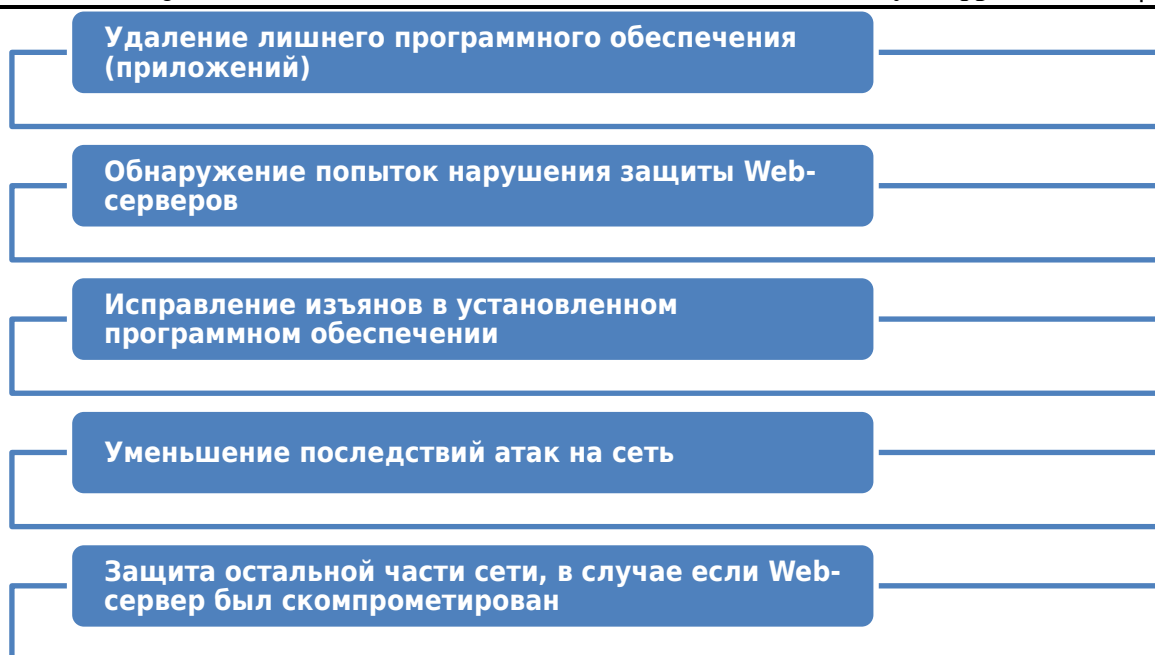 Удаление лишнего программного обеспечения
(приложений)
Обнаружение попыток нарушения защиты Web-
серверов
Исправление изъянов в установленном
программном обеспечении
Уменьшение последствий атак на сеть
Защита остальной части сети, в случае если Web-
сервер был скомпрометирован